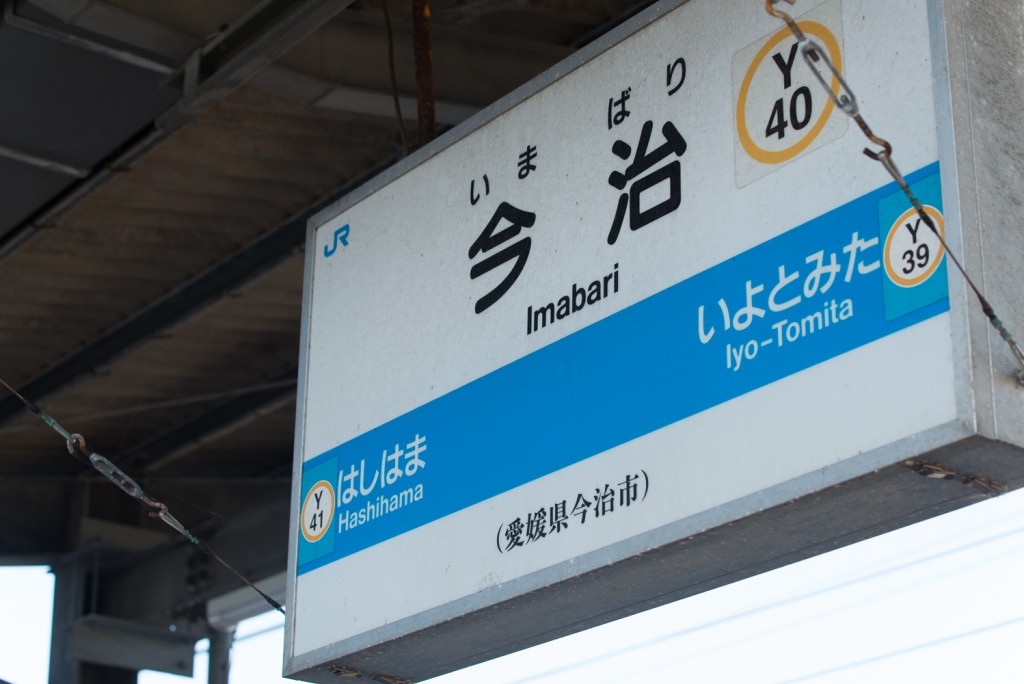 JR
いま ばり
今治
Imabari
Y
40
いよとみた
Iyo-Tomita
Y
39
Y
41
はしはま
Hashihama
(愛媛県今治市)